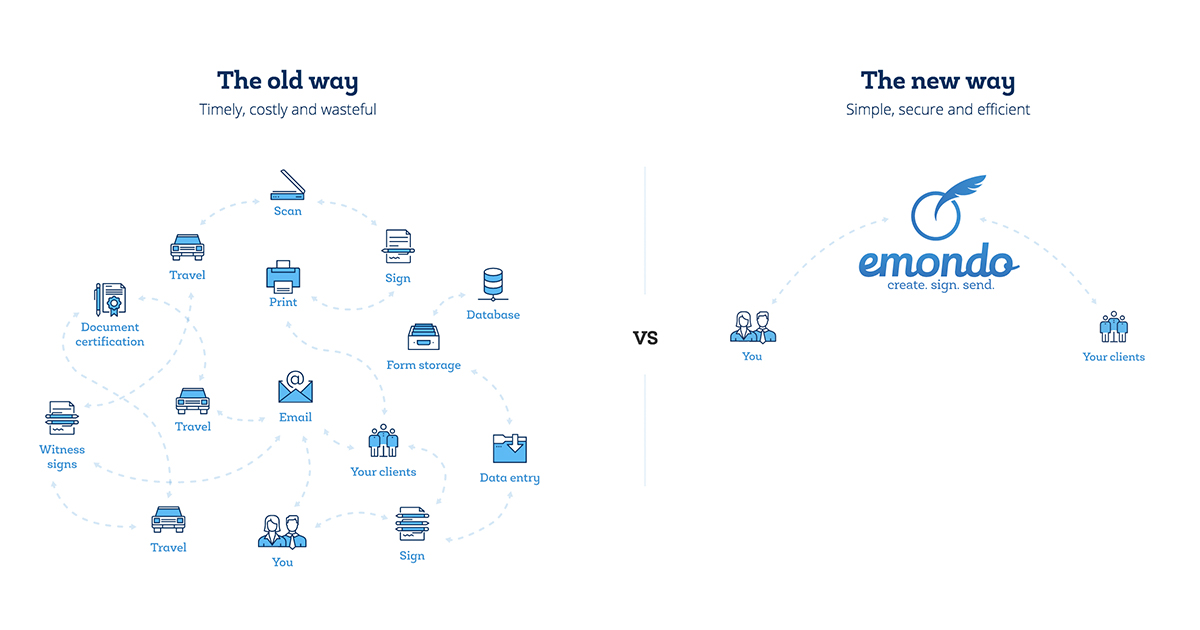 The old way
Timely, costly and wasteful
Scan
Travel
Sign
Print
Database
Document
certification
Form storage
Travel
Email
Witness
signs
Your clients
Data entry
Travel
You
Sign
vs
The new way
Simple, secure and efficient
emondo
create. sign. send.
You
Your clients